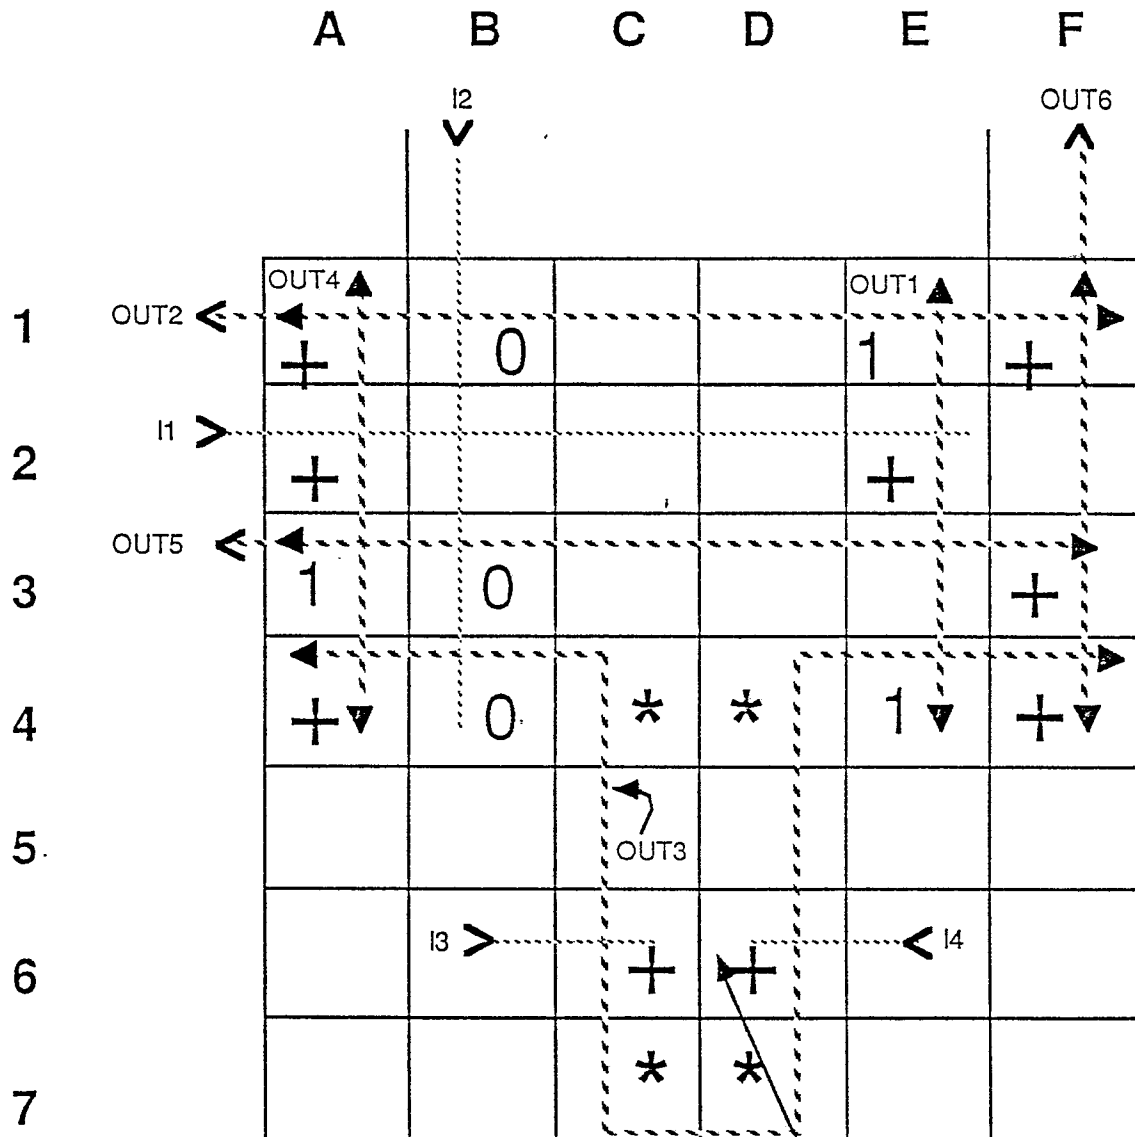 A B C D E F
I2 OUT6
OUT4 OUT1
1 OUT2
0 1
+ +
I1
2 + +
OUT5
3 1 0 +
4 + 0 * * 1 +
5 OUT3
I3 I4
6 + +
7 * *